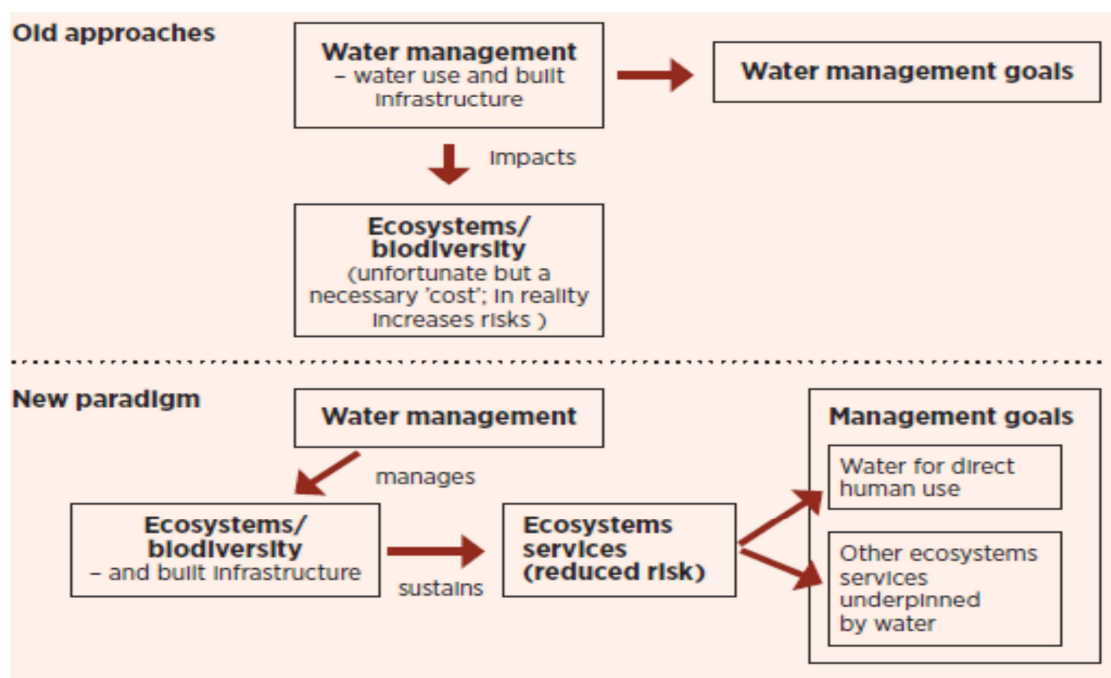 Old approaches
Water management
– water use and built
infrastructure
Water management goals
impacts
Ecosystems/
biodiversity
(unfortunate but a
necessary 'cost'; in reality
increases risks )
New paradigm
Water management
manages
Ecosystems/
biodiversity
– and built infrastructure
sustains
Ecosystems
services
(reduced risk)
Management goals
Water for direct
human use
Other ecosystems
services
underpinned
by water